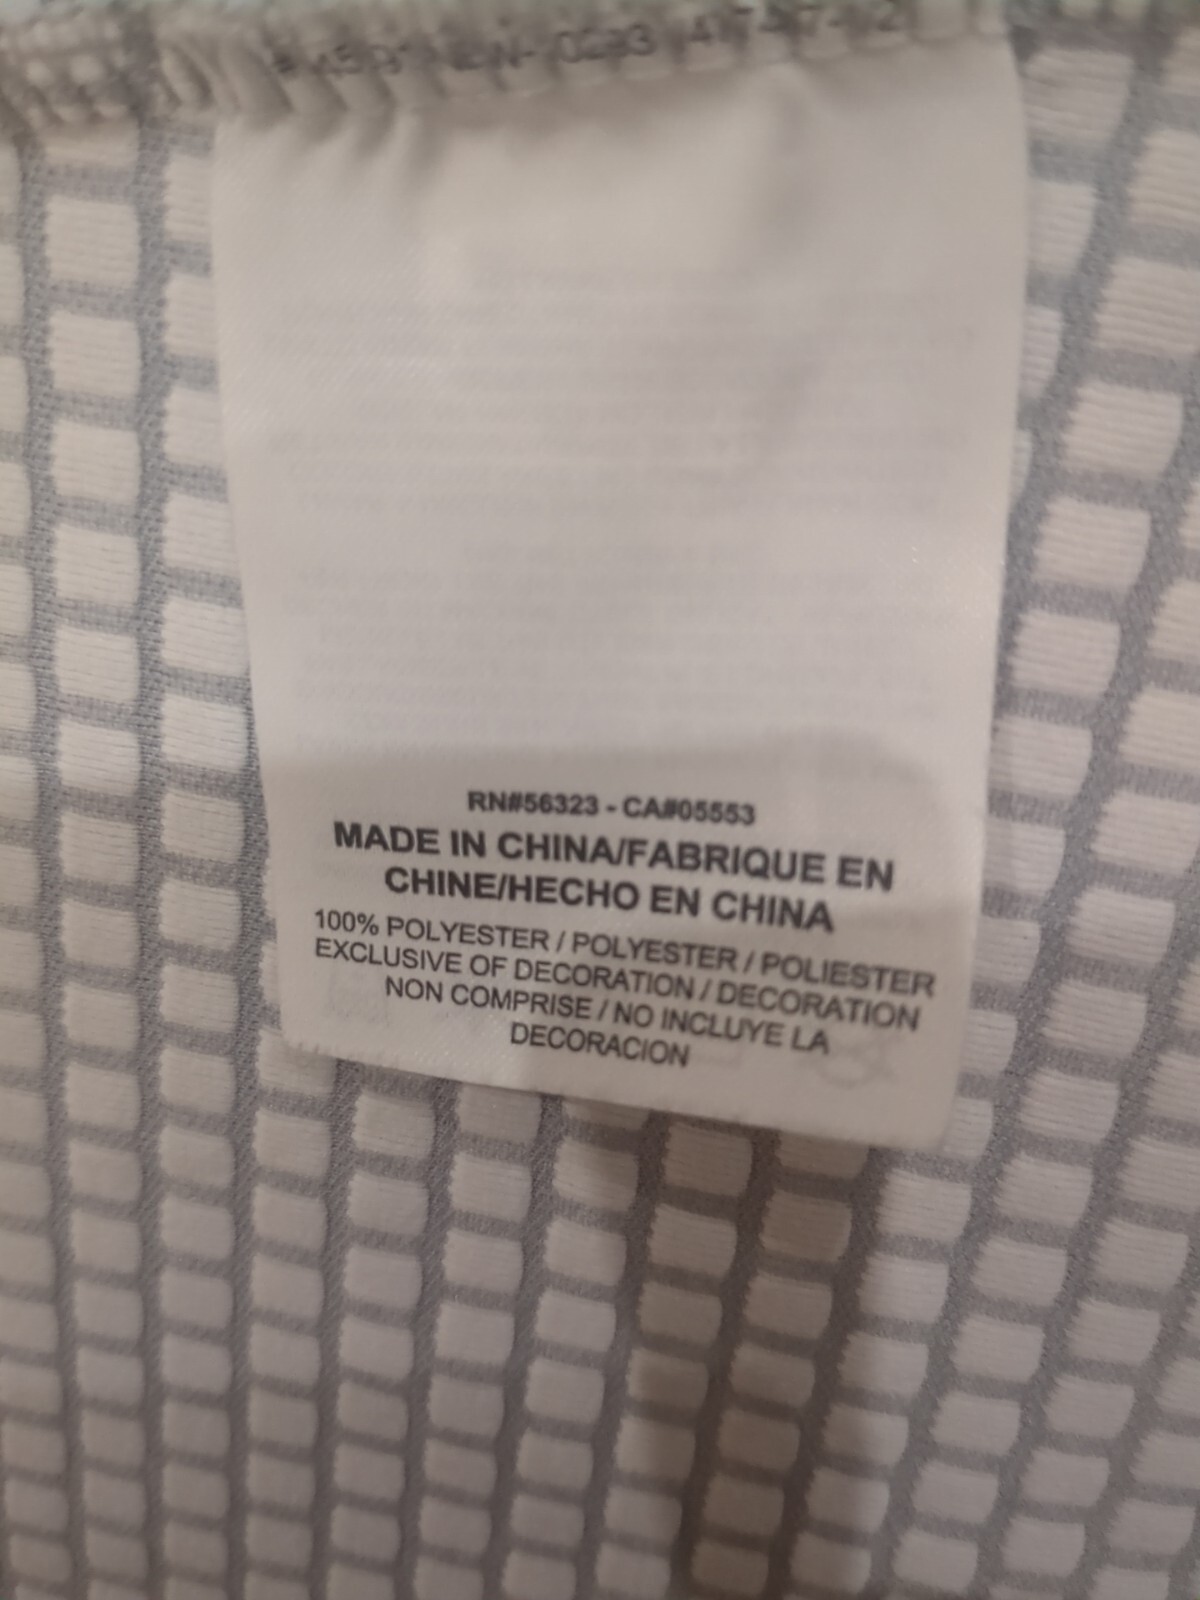 RN#56323 - CA#05553
MADE IN CHINA/FABRIQUE EN
CHINE/HECHO EN CHINA
100% POLYESTER / POLYESTER / POLIESTER
EXCLUSIVE OF DECORATION / DECORATION
NON COMPRISE / NO INCLUYE LA
DECORACION